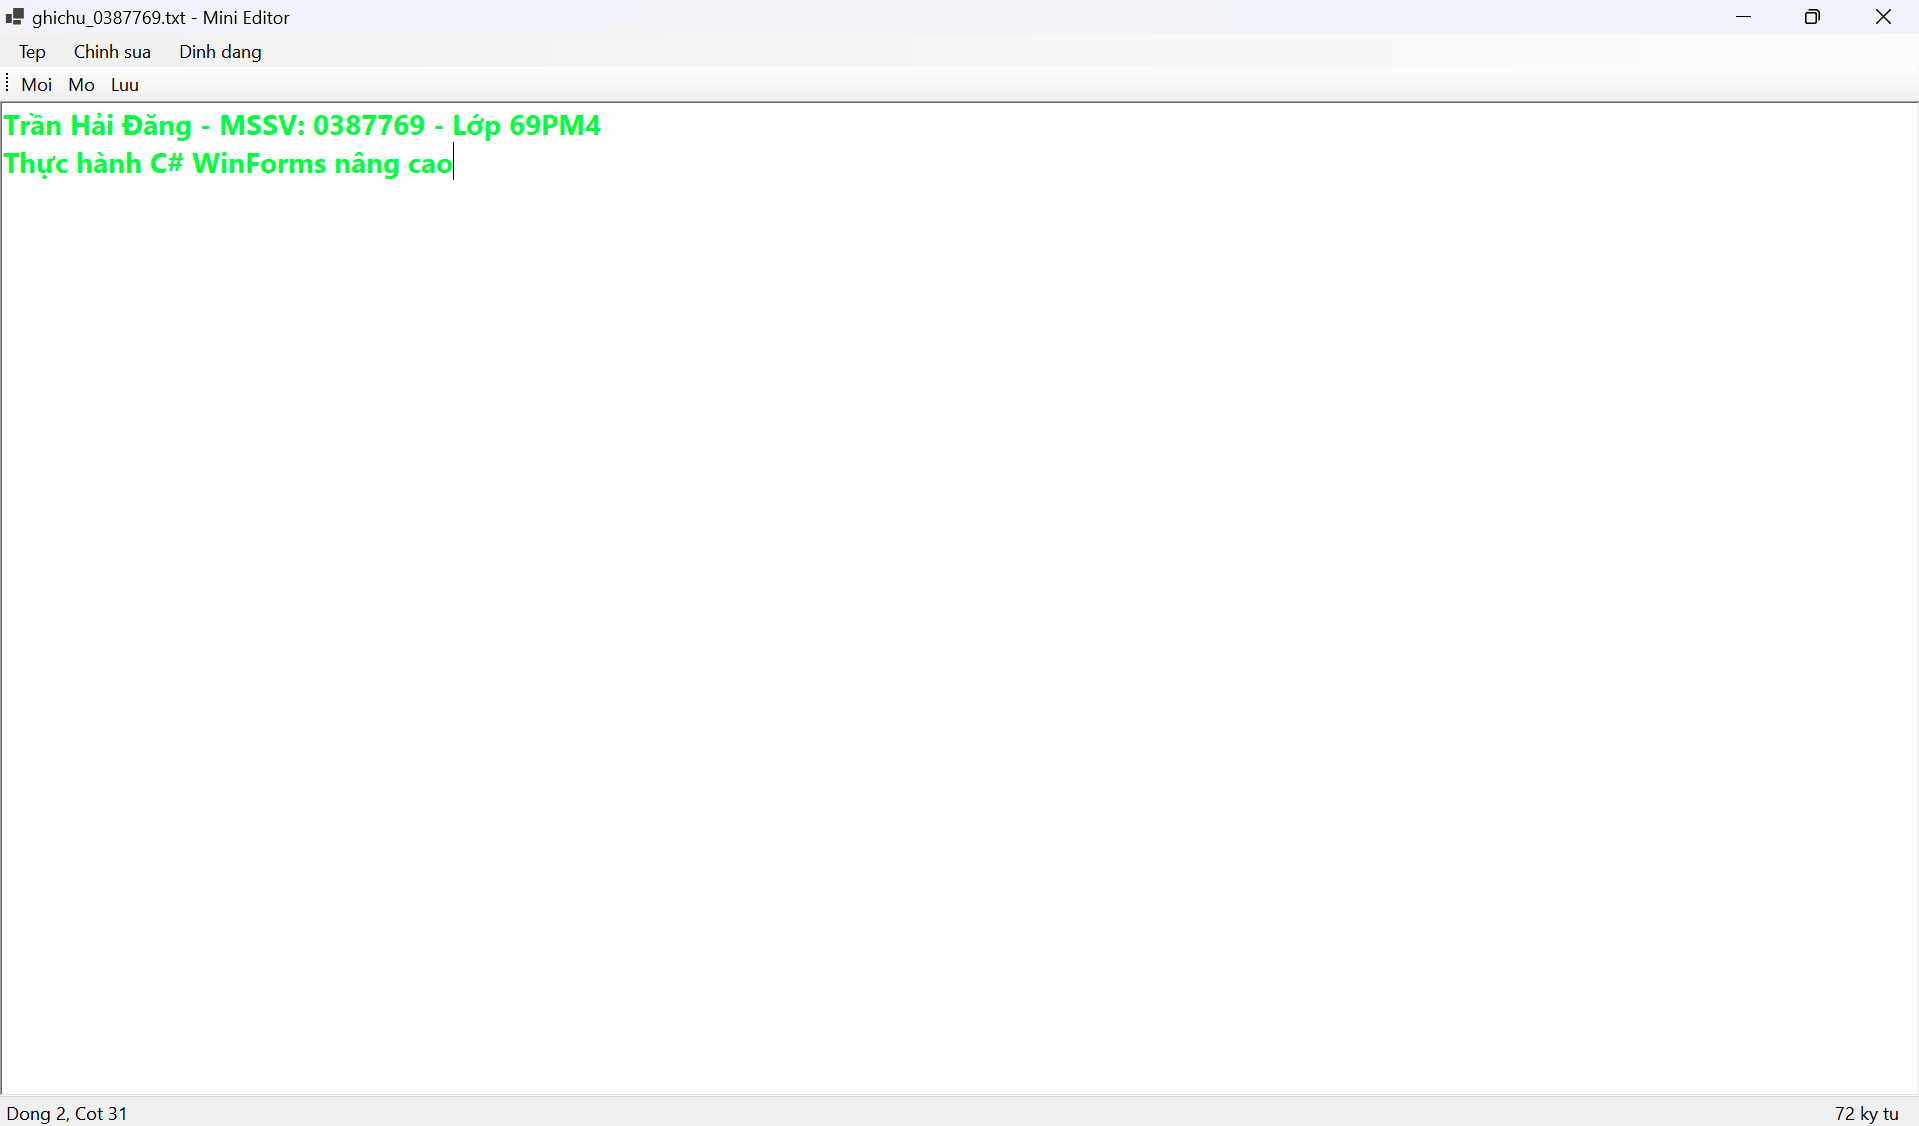 ghichu_0387769.txt - Mini Editor
Tep Chinh sua Dinh dang
Moi Mo Luu
Trần Hải Đăng - MSSV: 0387769 - Lớp 69PM4
Thực hành C# WinForms nâng cao
Dong 2, Cot 31
72 ky tu